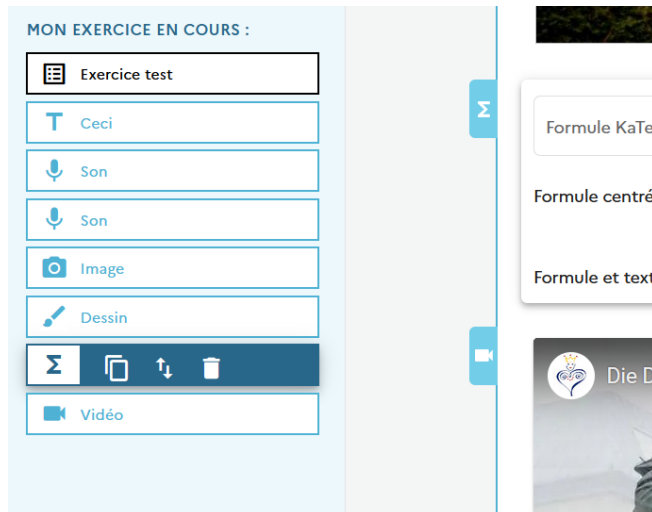 MON EXERCICE EN COURS :
Exercice test
Ceci
Son
Son
Image
Dessin
Σ
Vidéo
Σ
Formule KaTe
Formule centré
Formule et text
Die D